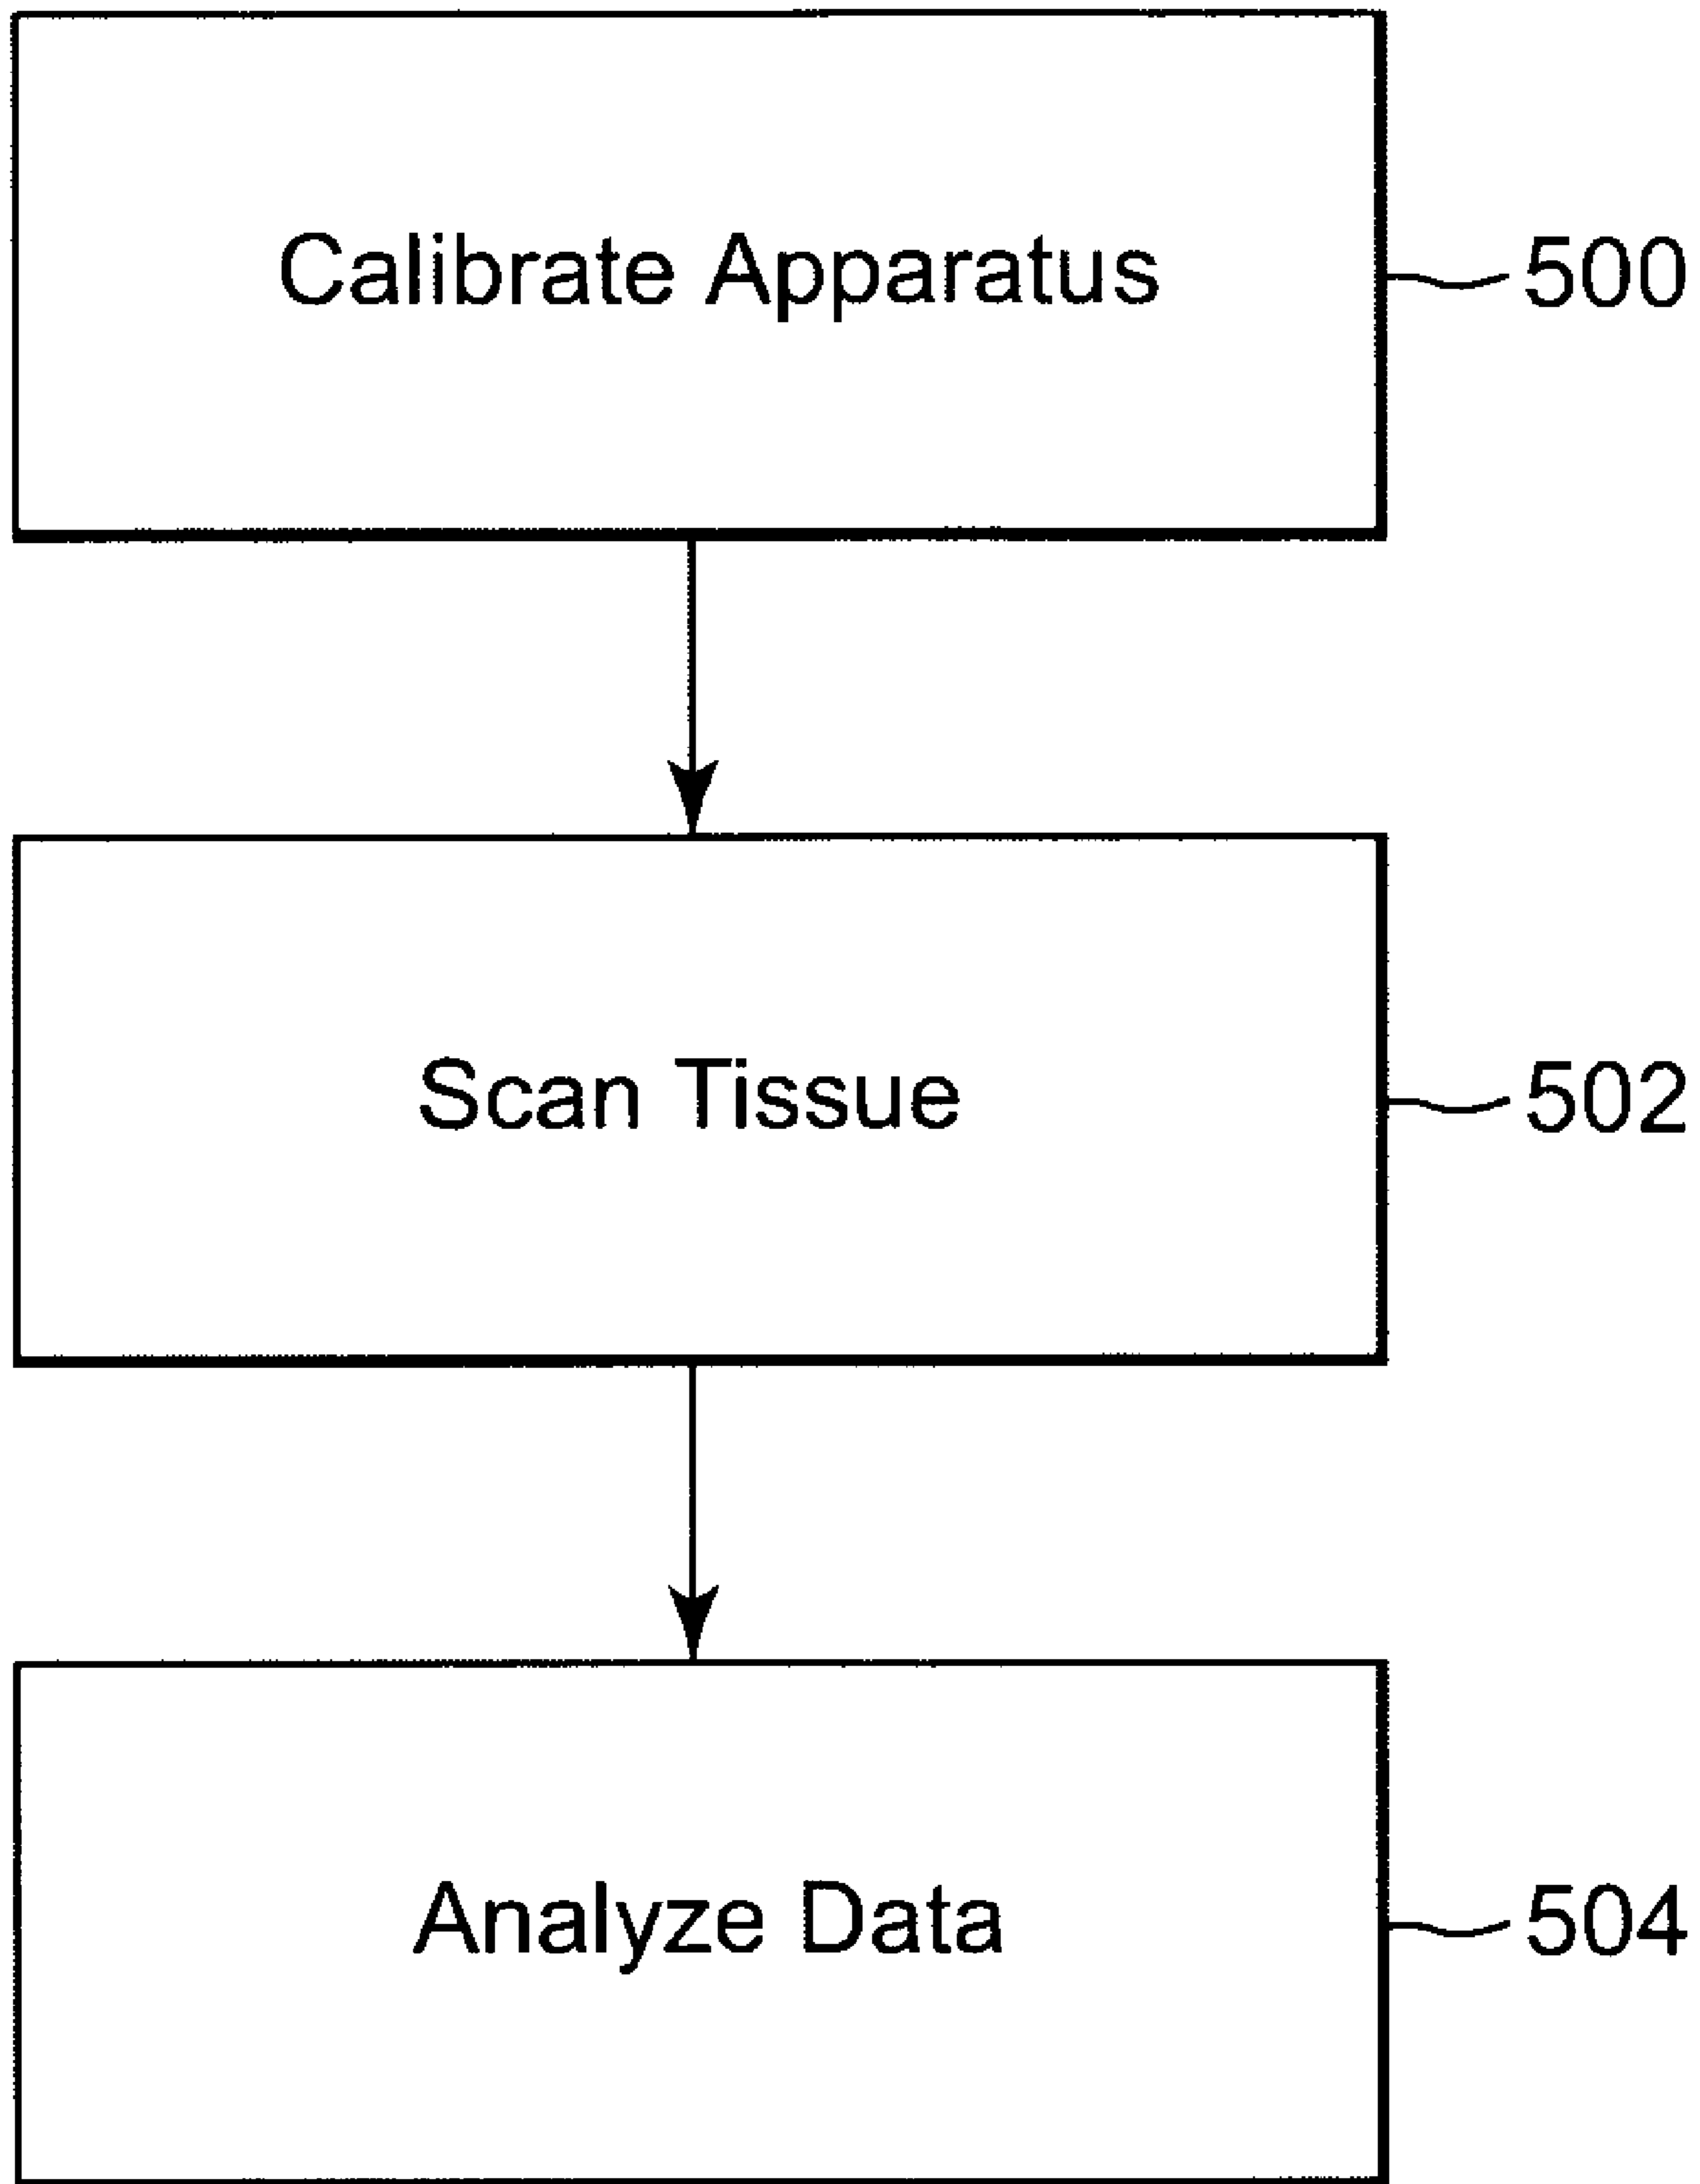 Calibrate Apparatus
500
Scan Tissue
502
Analyze Data
504